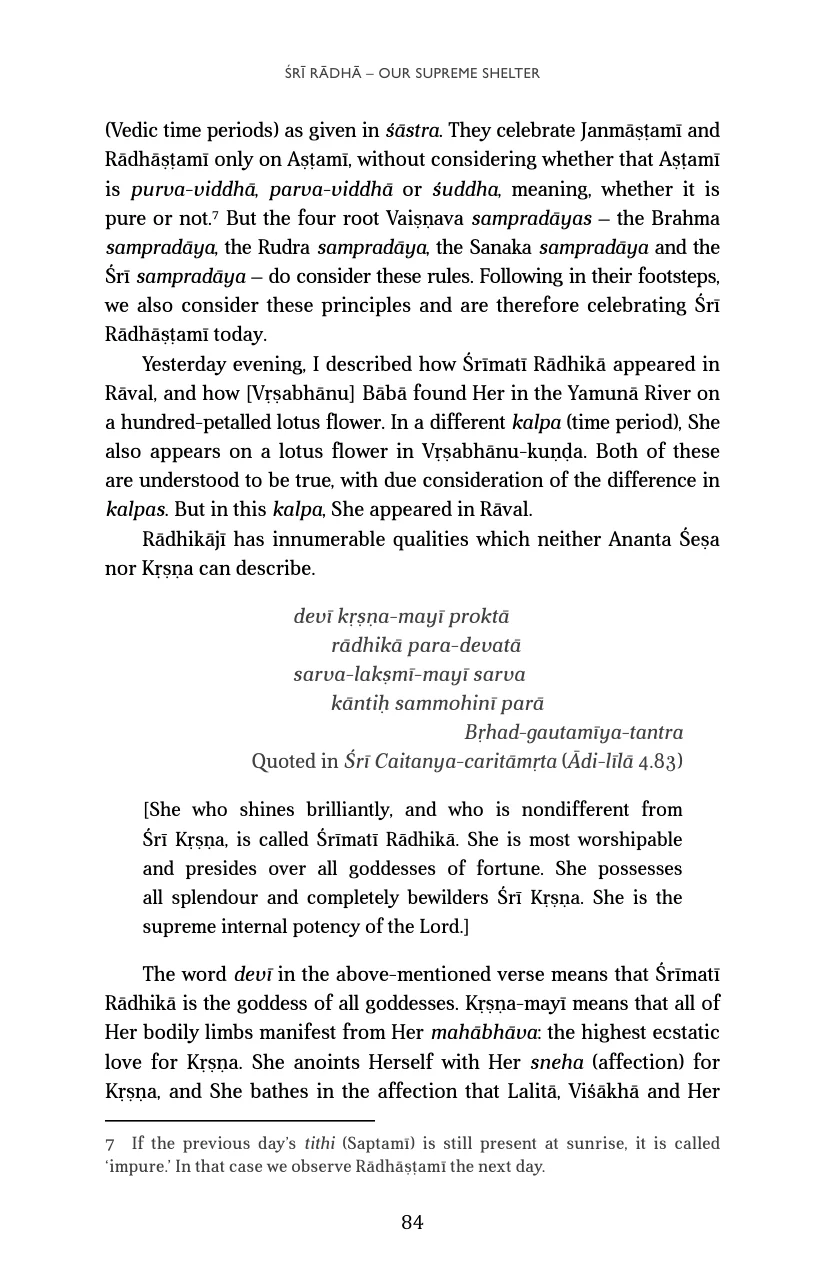 ŚRĪ RĀDHĀ – OUR SUPREME SHELTER
(Vedic time periods) as given in śāstra. They celebrate Janmāṣṭamī and
Rādhāṣṭamī only on Aṣṭamī, without considering whether that Aṣṭamī
is purva-viddhā, parva-viddhā or śuddha, meaning, whether it is
pure or not.⁷ But the four root Vaiṣṇava sampradāyas – the Brahma
sampradāya, the Rudra sampradāya, the Sanaka sampradāya and the
Śrī sampradāya – do consider these rules. Following in their footsteps,
we also consider these principles and are therefore celebrating Śrī
Rādhāṣṭamī today.
Yesterday evening, I described how Śrīmatī Rādhikā appeared in
Rāval, and how [Vṛṣabhānu] Bābā found Her in the Yamunā River on
a hundred-petalled lotus flower. In a different kalpa (time period), She
also appears on a lotus flower in Vṛṣabhānu-kuṇḍa. Both of these
are understood to be true, with due consideration of the difference in
kalpas. But in this kalpa, She appeared in Rāval.
Rādhikājī has innumerable qualities which neither Ananta Śeṣa
nor Kṛṣṇa can describe.
devī kṛṣṇa-mayī proktā
rādhikā para-devatā
sarva-lakṣmī-mayī sarva
kāntiḥ sammohinī parā
Bṛhad-gautamīya-tantra
Quoted in Śrī Caitanya-caritāmṛta (Ādi-līlā 4.83)
[She who shines brilliantly, and who is nondifferent from
Śrī Kṛṣṇa, is called Śrīmatī Rādhikā. She is most worshipable
and presides over all goddesses of fortune. She possesses
all splendour and completely bewilders Śrī Kṛṣṇa. She is the
supreme internal potency of the Lord.]
The word devī in the above-mentioned verse means that Śrīmatī
Rādhikā is the goddess of all goddesses. Kṛṣṇa-mayī means that all of
Her bodily limbs manifest from Her mahābhāva: the highest ecstatic
love for Kṛṣṇa. She anoints Herself with Her sneha (affection) for
Kṛṣṇa, and She bathes in the affection that Lalitā, Viśākhā and Her
7 If the previous day’s tithi (Saptamī) is still present at sunrise, it is called
‘impure.’ In that case we observe Rādhāṣṭamī the next day.
84